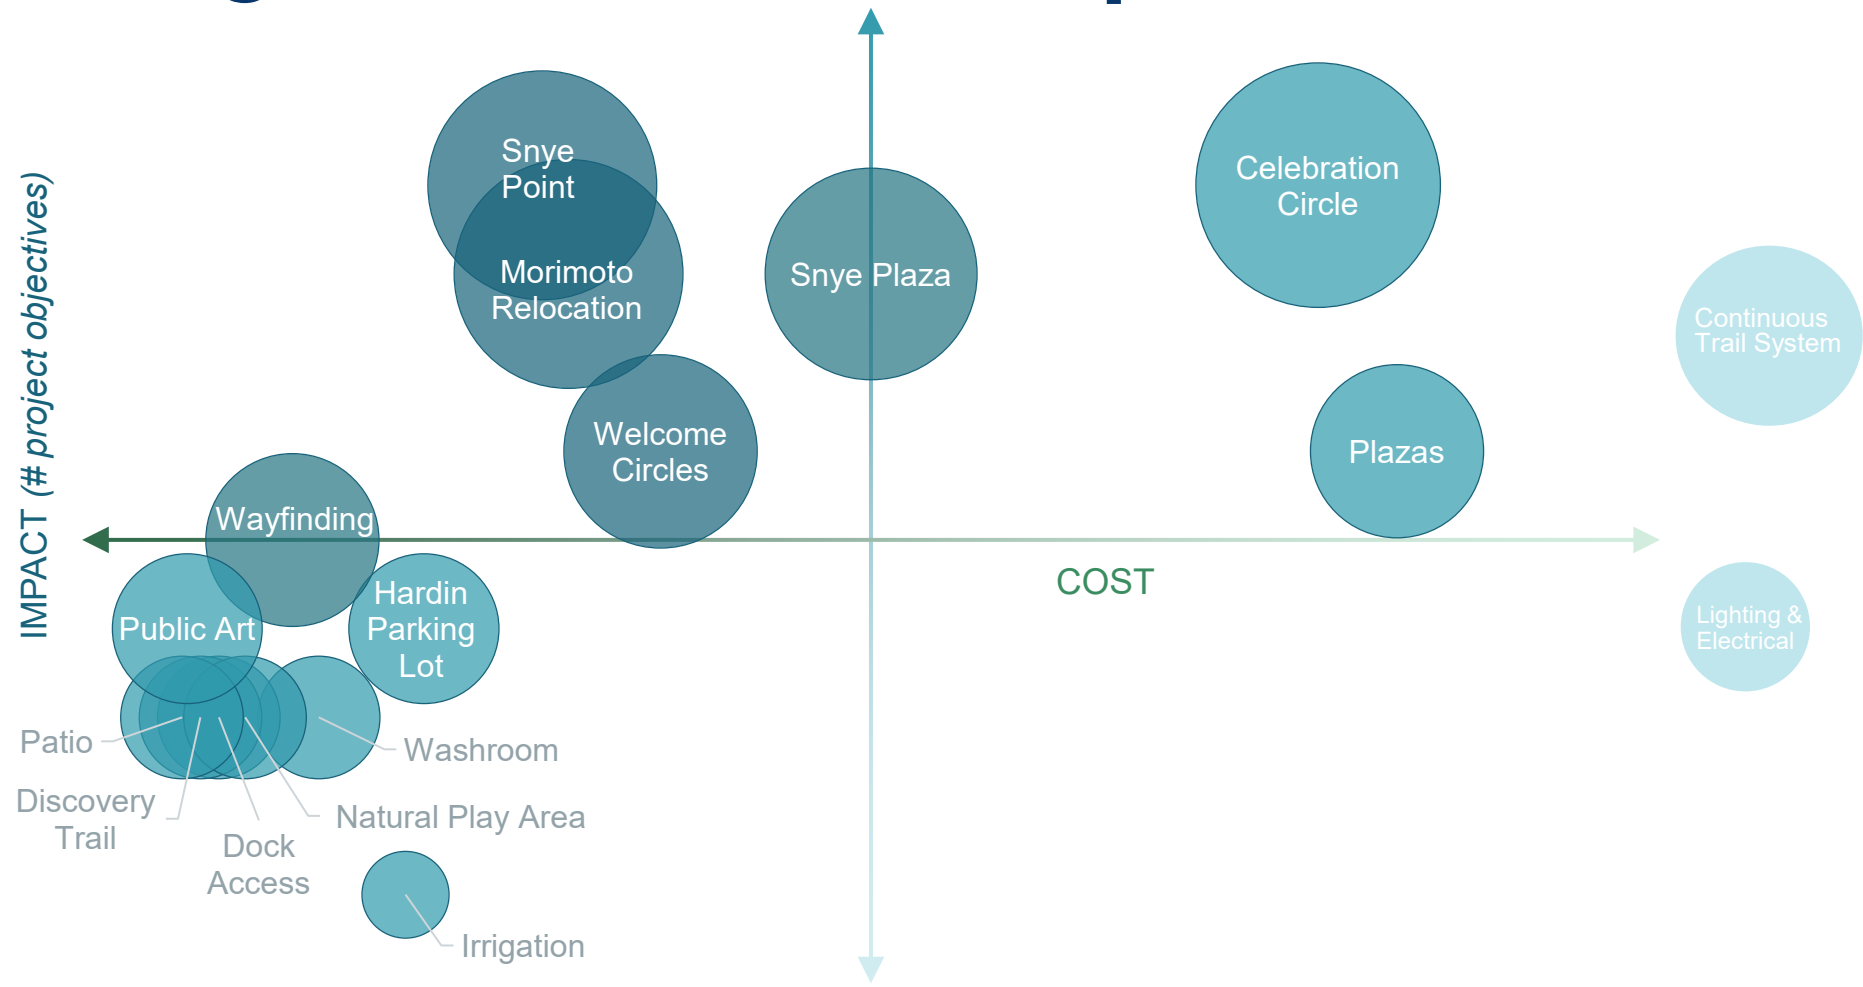 Snye
Point
Celebration
Circle
Morimoto
Relocation
Snye Plaza
Continuous
Trail System
Welcome
Circles
Plazas
IMPACT (# project objectives)
Wayfinding
COST
Hardin
Parking
Lot
Public Art
Lighting &
Electrical
Patio
Washroom
Discovery
Trail
Natural Play Area
Dock
Access
Irrigation